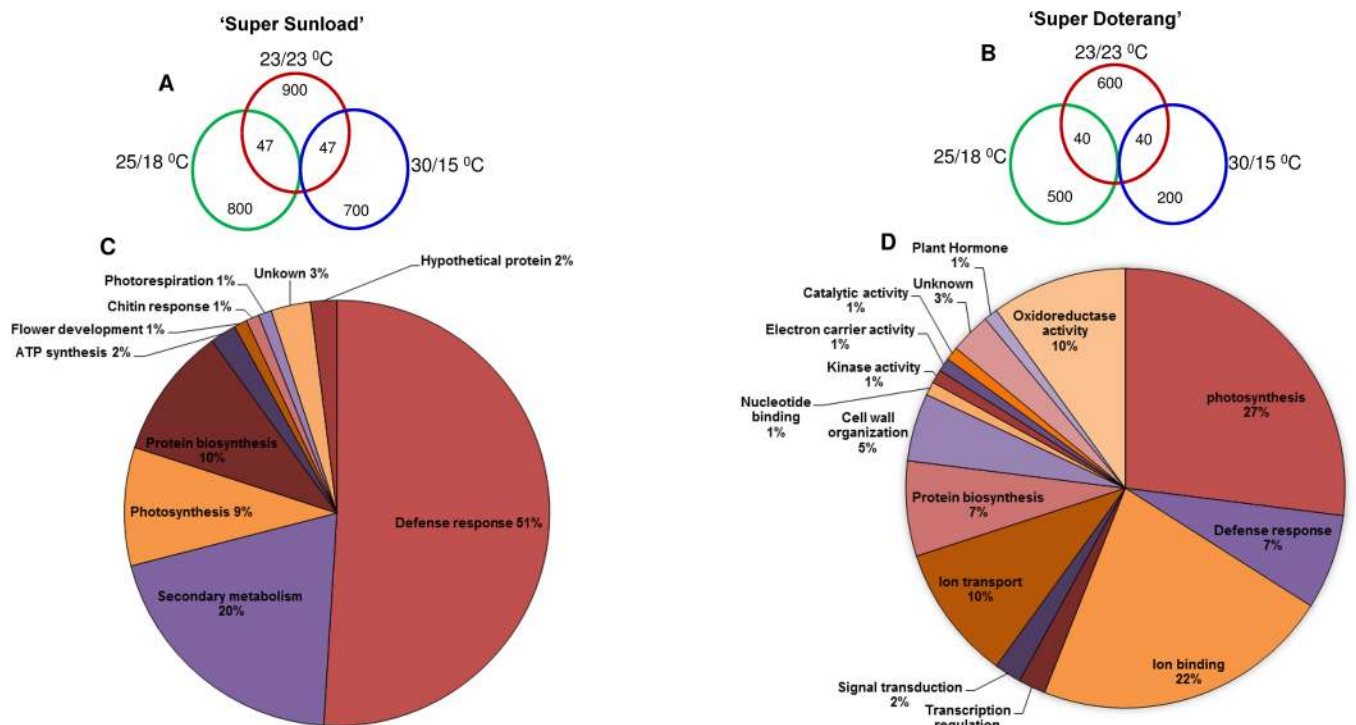 'Super Sunload'
A
23/23 ⁰C
900
47
47
25/18 ⁰C
30/15 ⁰C
800
700
'Super Doterang'
B
23/23 ⁰C
600
40
40
25/18 ⁰C
30/15 ⁰C
500
200
C
Hypothetical protein 2%
Unkown 3%
Photorespiration 1%
Chitin response 1%
Flower development 1%
ATP synthesis 2%
Protein biosynthesis
10%
Photosynthesis 9%
Defense response 51%
Secondary metabolism
20%
D
Plant Hormone
1%
Unknown
3%
Catalytic activity
1%
Electron carrier activity
1%
Kinase activity
1%
Nucleotide
binding
1%
Cell wall
organization
5%
Oxidoreductase
activity
10%
photosynthesis
27%
Protein biosynthesis
7%
Defense response
7%
Ion transport
10%
Ion binding
22%
Signal transduction
2%
Transcription
regulation